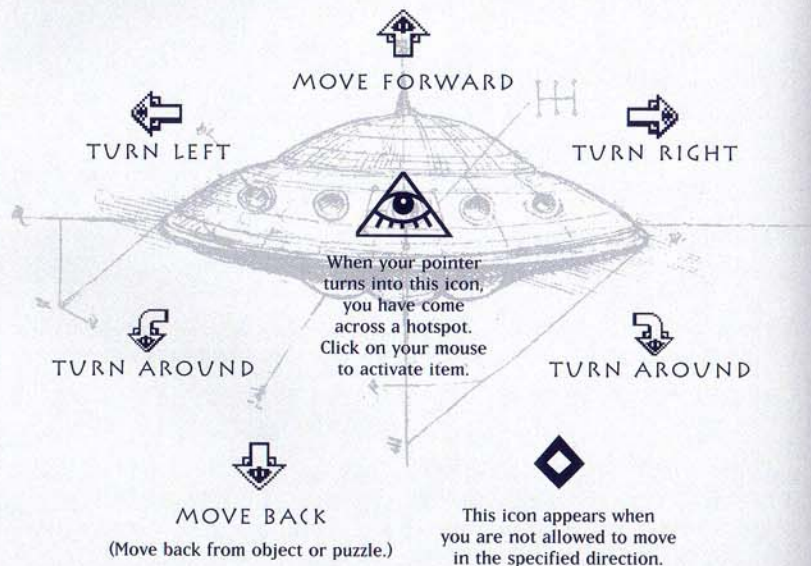 MOVE FORWARD
TURN LEFT
TURN RIGHT
When your pointer
turns into this icon,
you have come
across a hotspot.
Click on your mouse
to activate item.
TURN AROUND
TURN AROUND
MOVE BACK
(Move back from object or puzzle.)
This icon appears when
you are not allowed to move
in the specified direction.